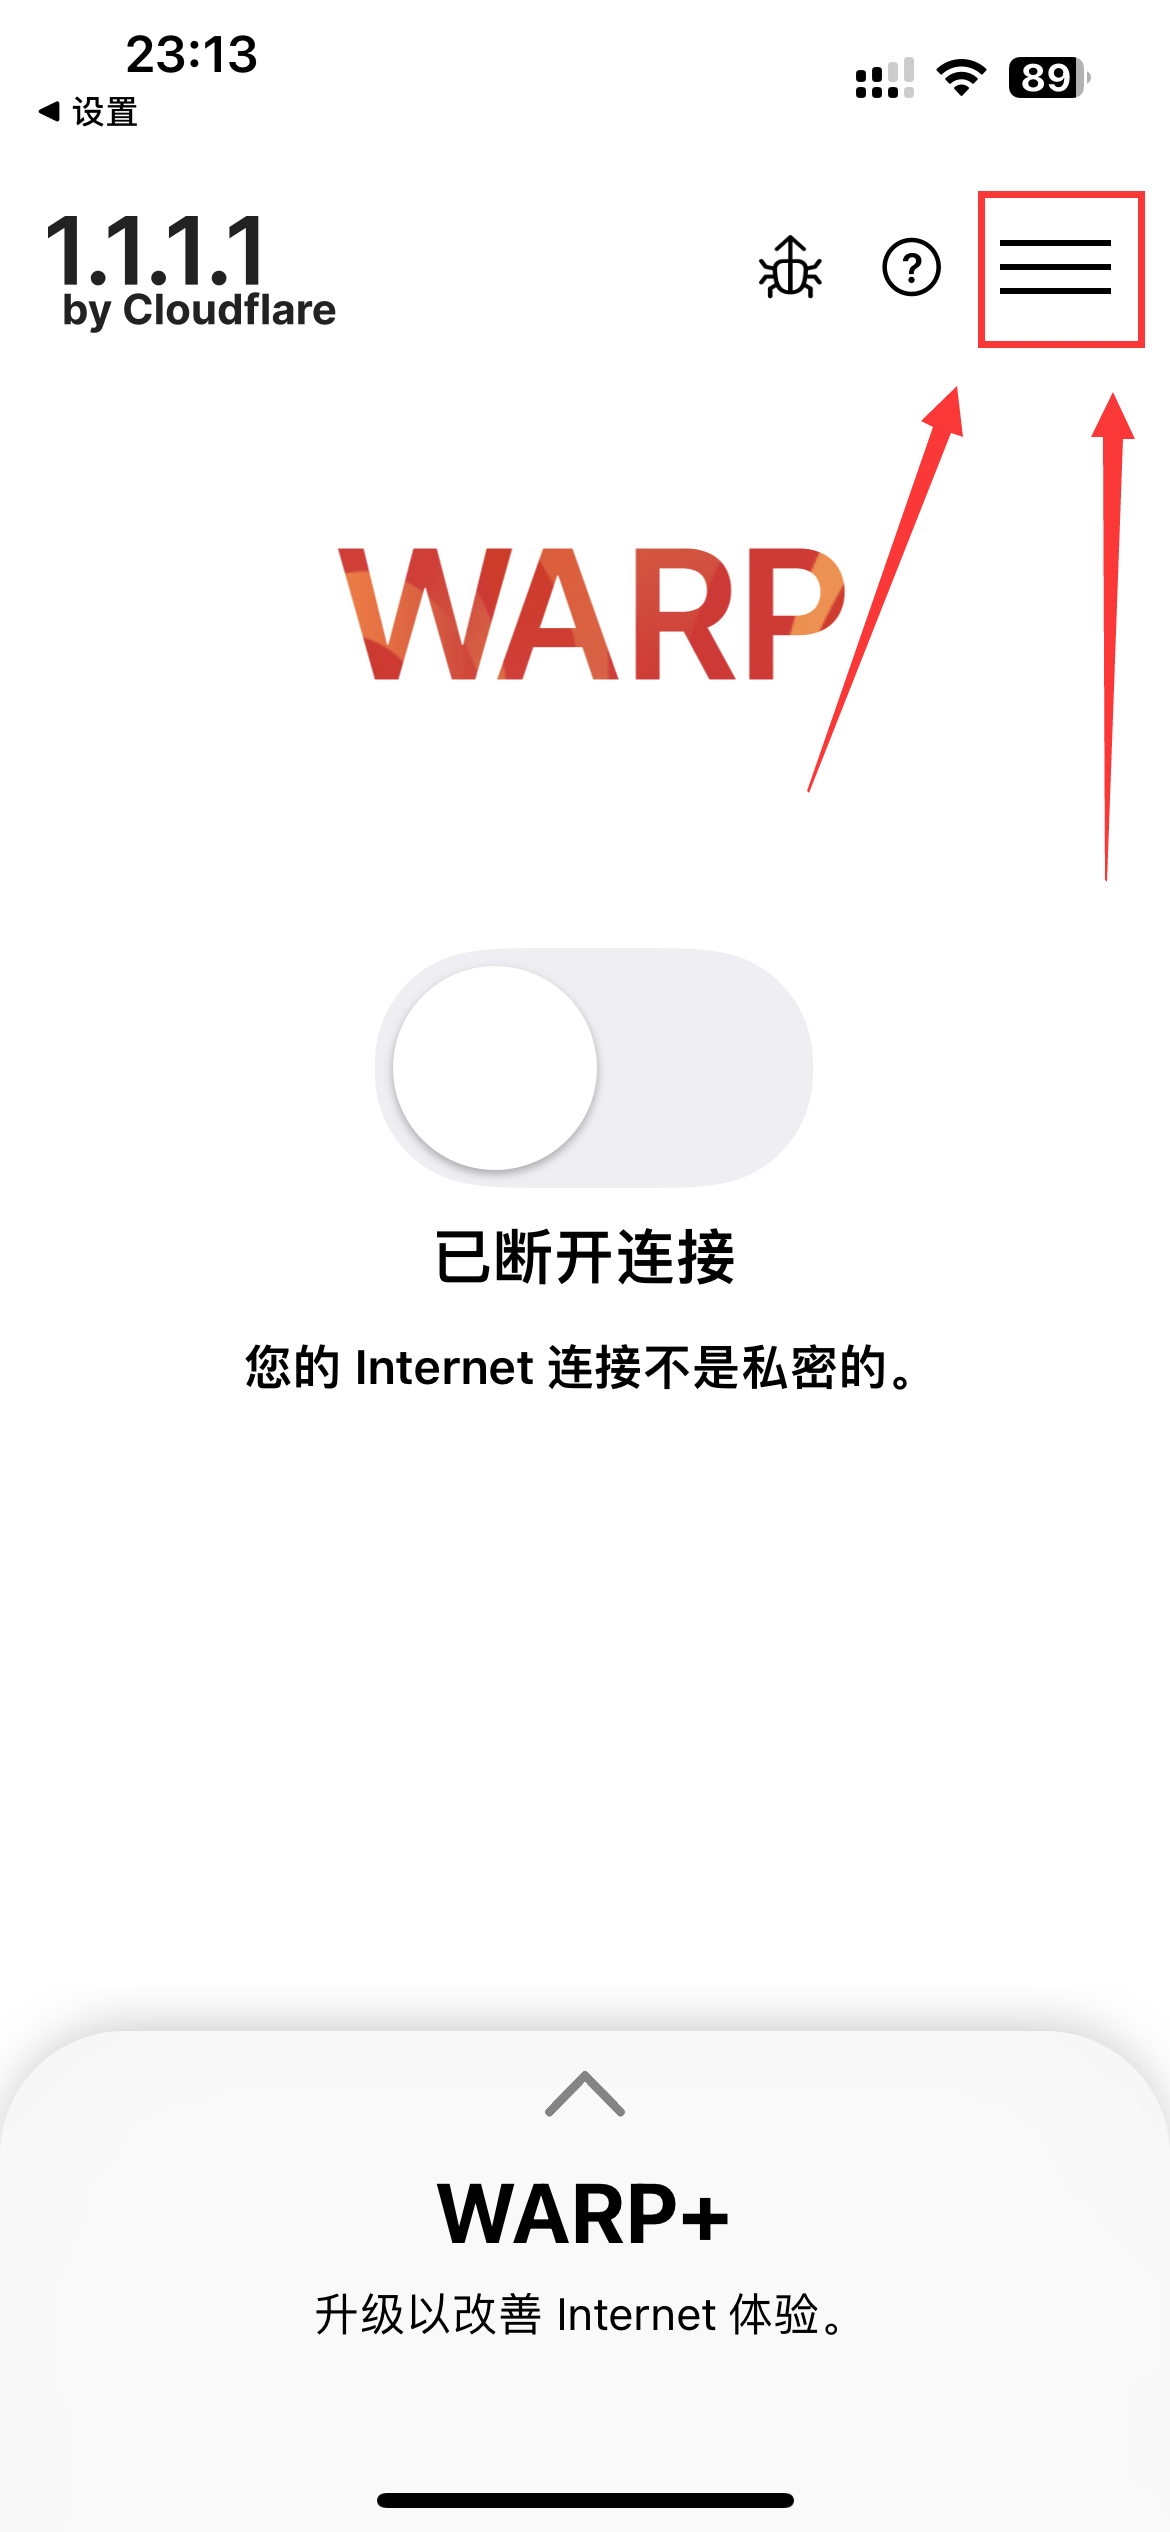 23:13
◀ 设置
89
1.1.1.1
by Cloudflare
?
WARP
已断开连接
您的 Internet 连接不是私密的。
WARP+
升级以改善 Internet 体验。